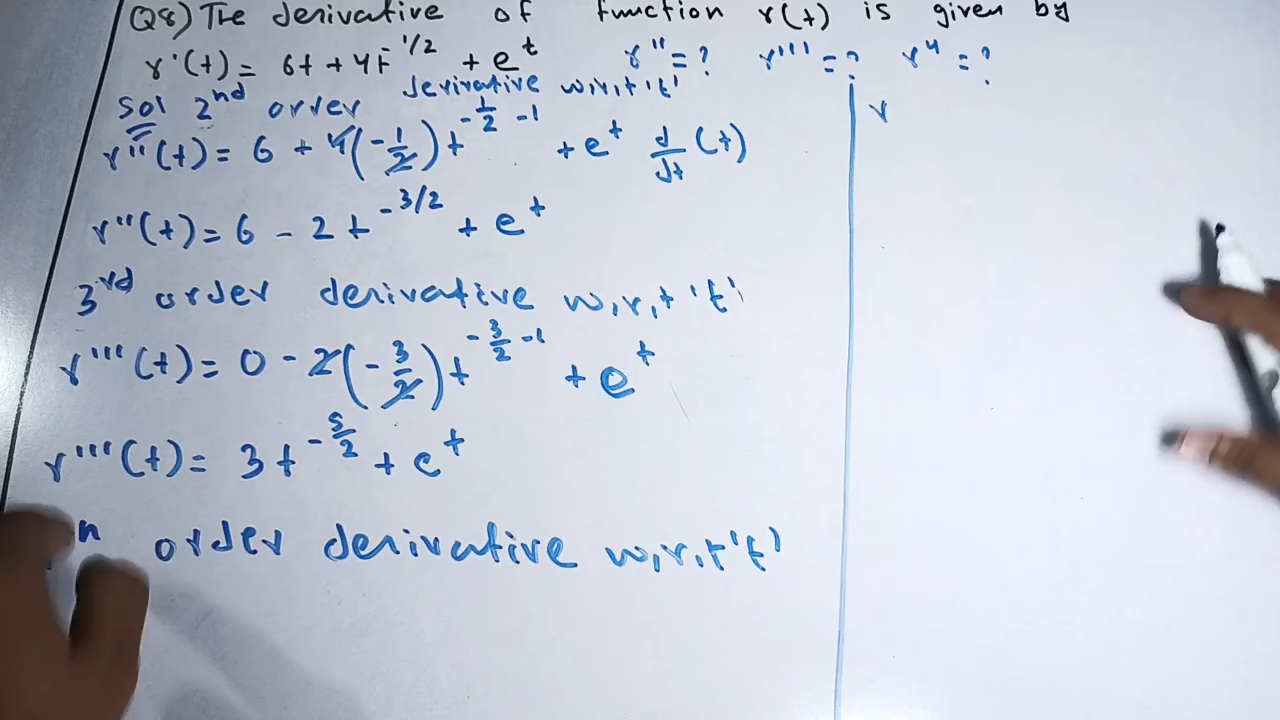 Q8) The derivative of function r(t) is given by
r'(t) = 6t + 4t^-1/2 + e^t r'' = ? r''' = ? r^4 = ?
Sol 2nd order derivative w,r,t 't'
r''(t) = 6 + 4(-1/2)t^-1/2 -1 + e^t d/dt (t)
r''(t) = 6 - 2t^-3/2 + e^t
3rd order derivative w,r,t 't'
r'''(t) = 0 - 2(-3/2)t^-3/2 -1 + e^t
r'''(t) = 3t^-5/2 + e^t
order derivative w,r,t 't'
r